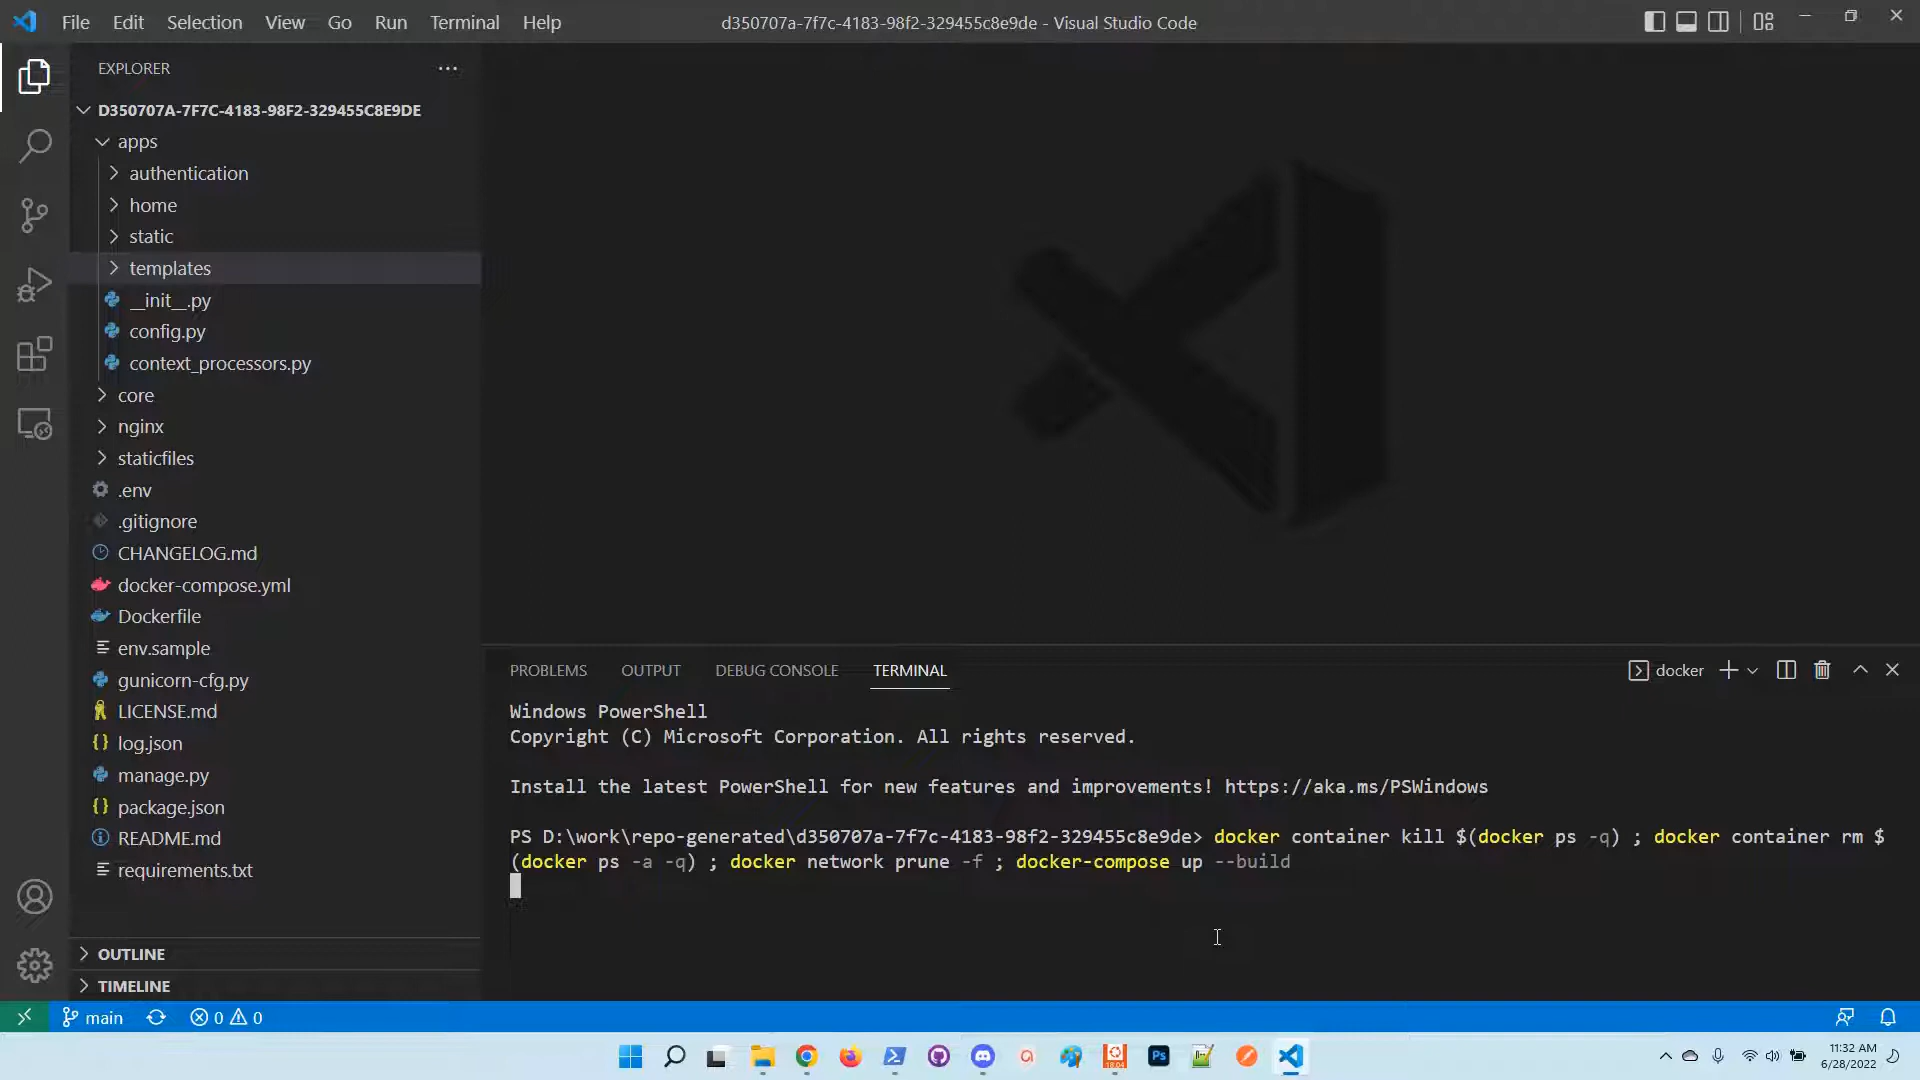 File Edit Selection View Go Run Terminal Help
d350707a-7f7c-4183-98f2-329455c8e9de - Visual Studio Code
EXPLORER
D350707A-7F7C-4183-98F2-329455C8E9DE
apps
authentication
home
static
templates
__init__.py
config.py
context_processors.py
core
nginx
staticfiles
.env
.gitignore
CHANGELOG.md
docker-compose.yml
Dockerfile
env.sample
gunicorn-cfg.py
LICENSE.md
log.json
manage.py
package.json
README.md
requirements.txt
OUTLINE
TIMELINE
PROBLEMS OUTPUT DEBUG CONSOLE TERMINAL
docker
Windows PowerShell
Copyright (C) Microsoft Corporation. All rights reserved.
Install the latest PowerShell for new features and improvements! https://aka.ms/PSWindows
PS D:\work\repo-generated\d350707a-7f7c-4183-98f2-329455c8e9de> docker container kill $(docker ps -q) ; docker container rm $
(docker ps -a -q) ; docker network prune -f ; docker-compose up --build
main 0 0
Ps
18.04
11:32 AM
6/28/2022